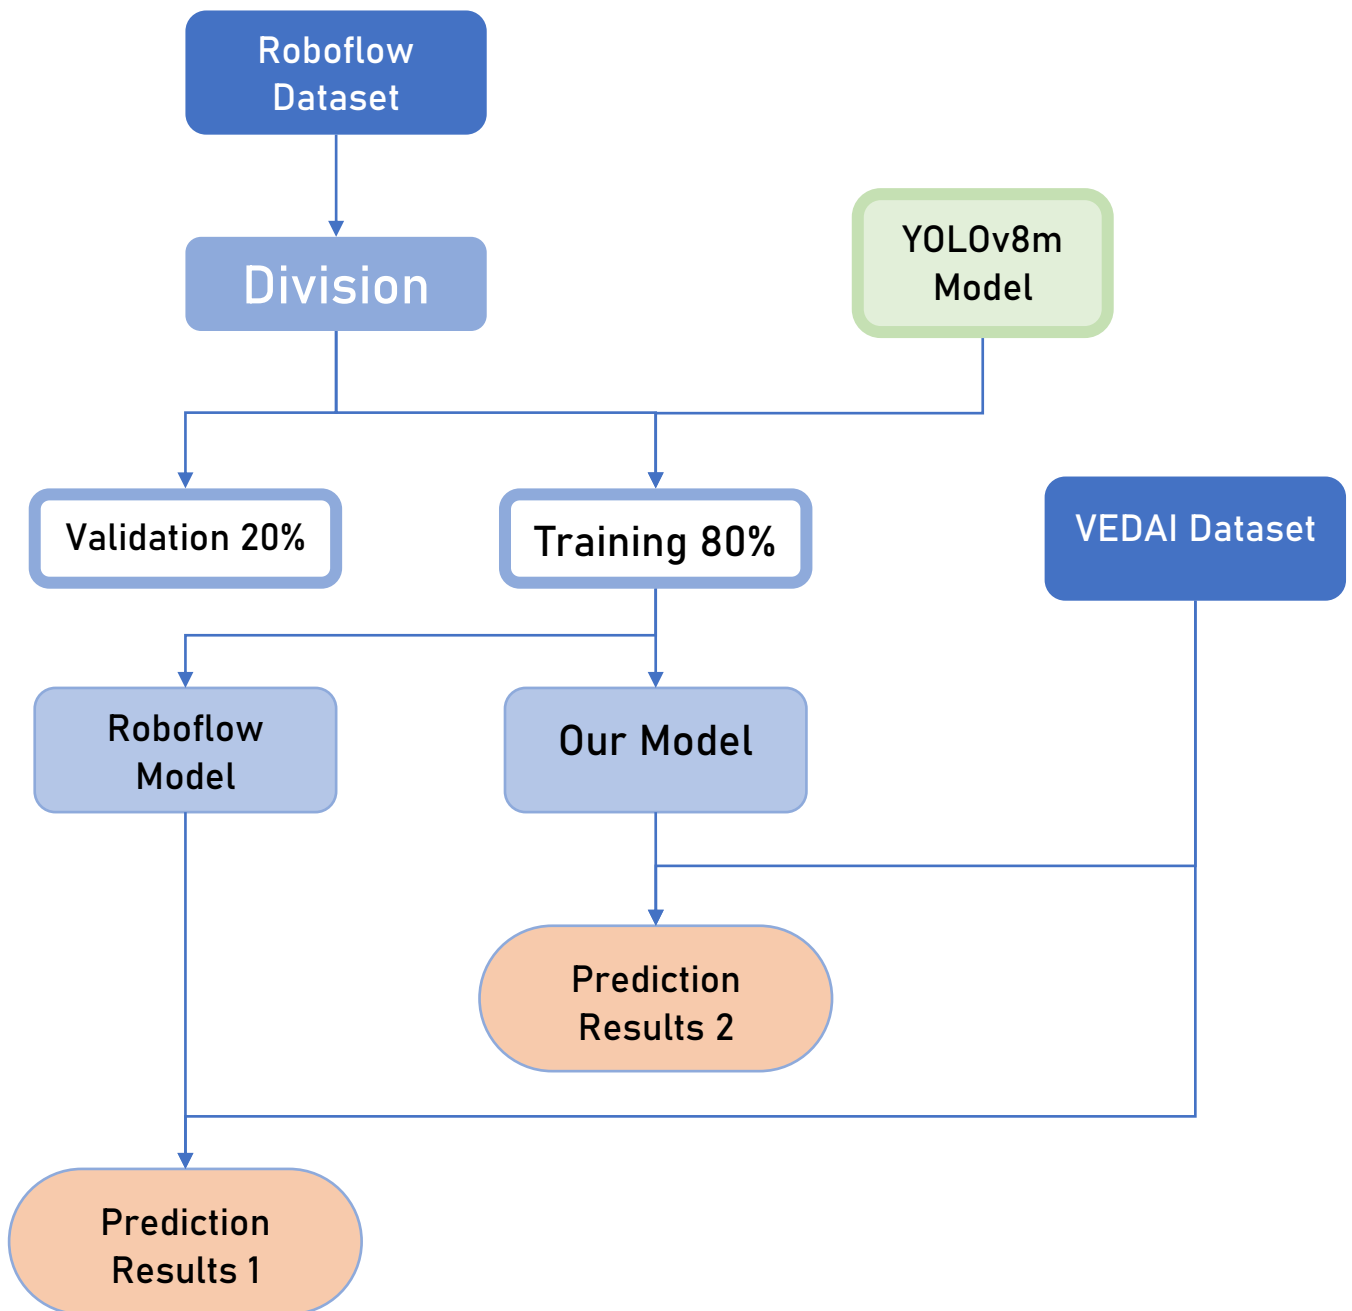 Roboflow
Dataset
Division
YOLOv8m
Model
Validation 20%
Training 80%
VEDAI Dataset
Roboflow
Model
Our Model
Prediction
Results 2
Prediction
Results 1